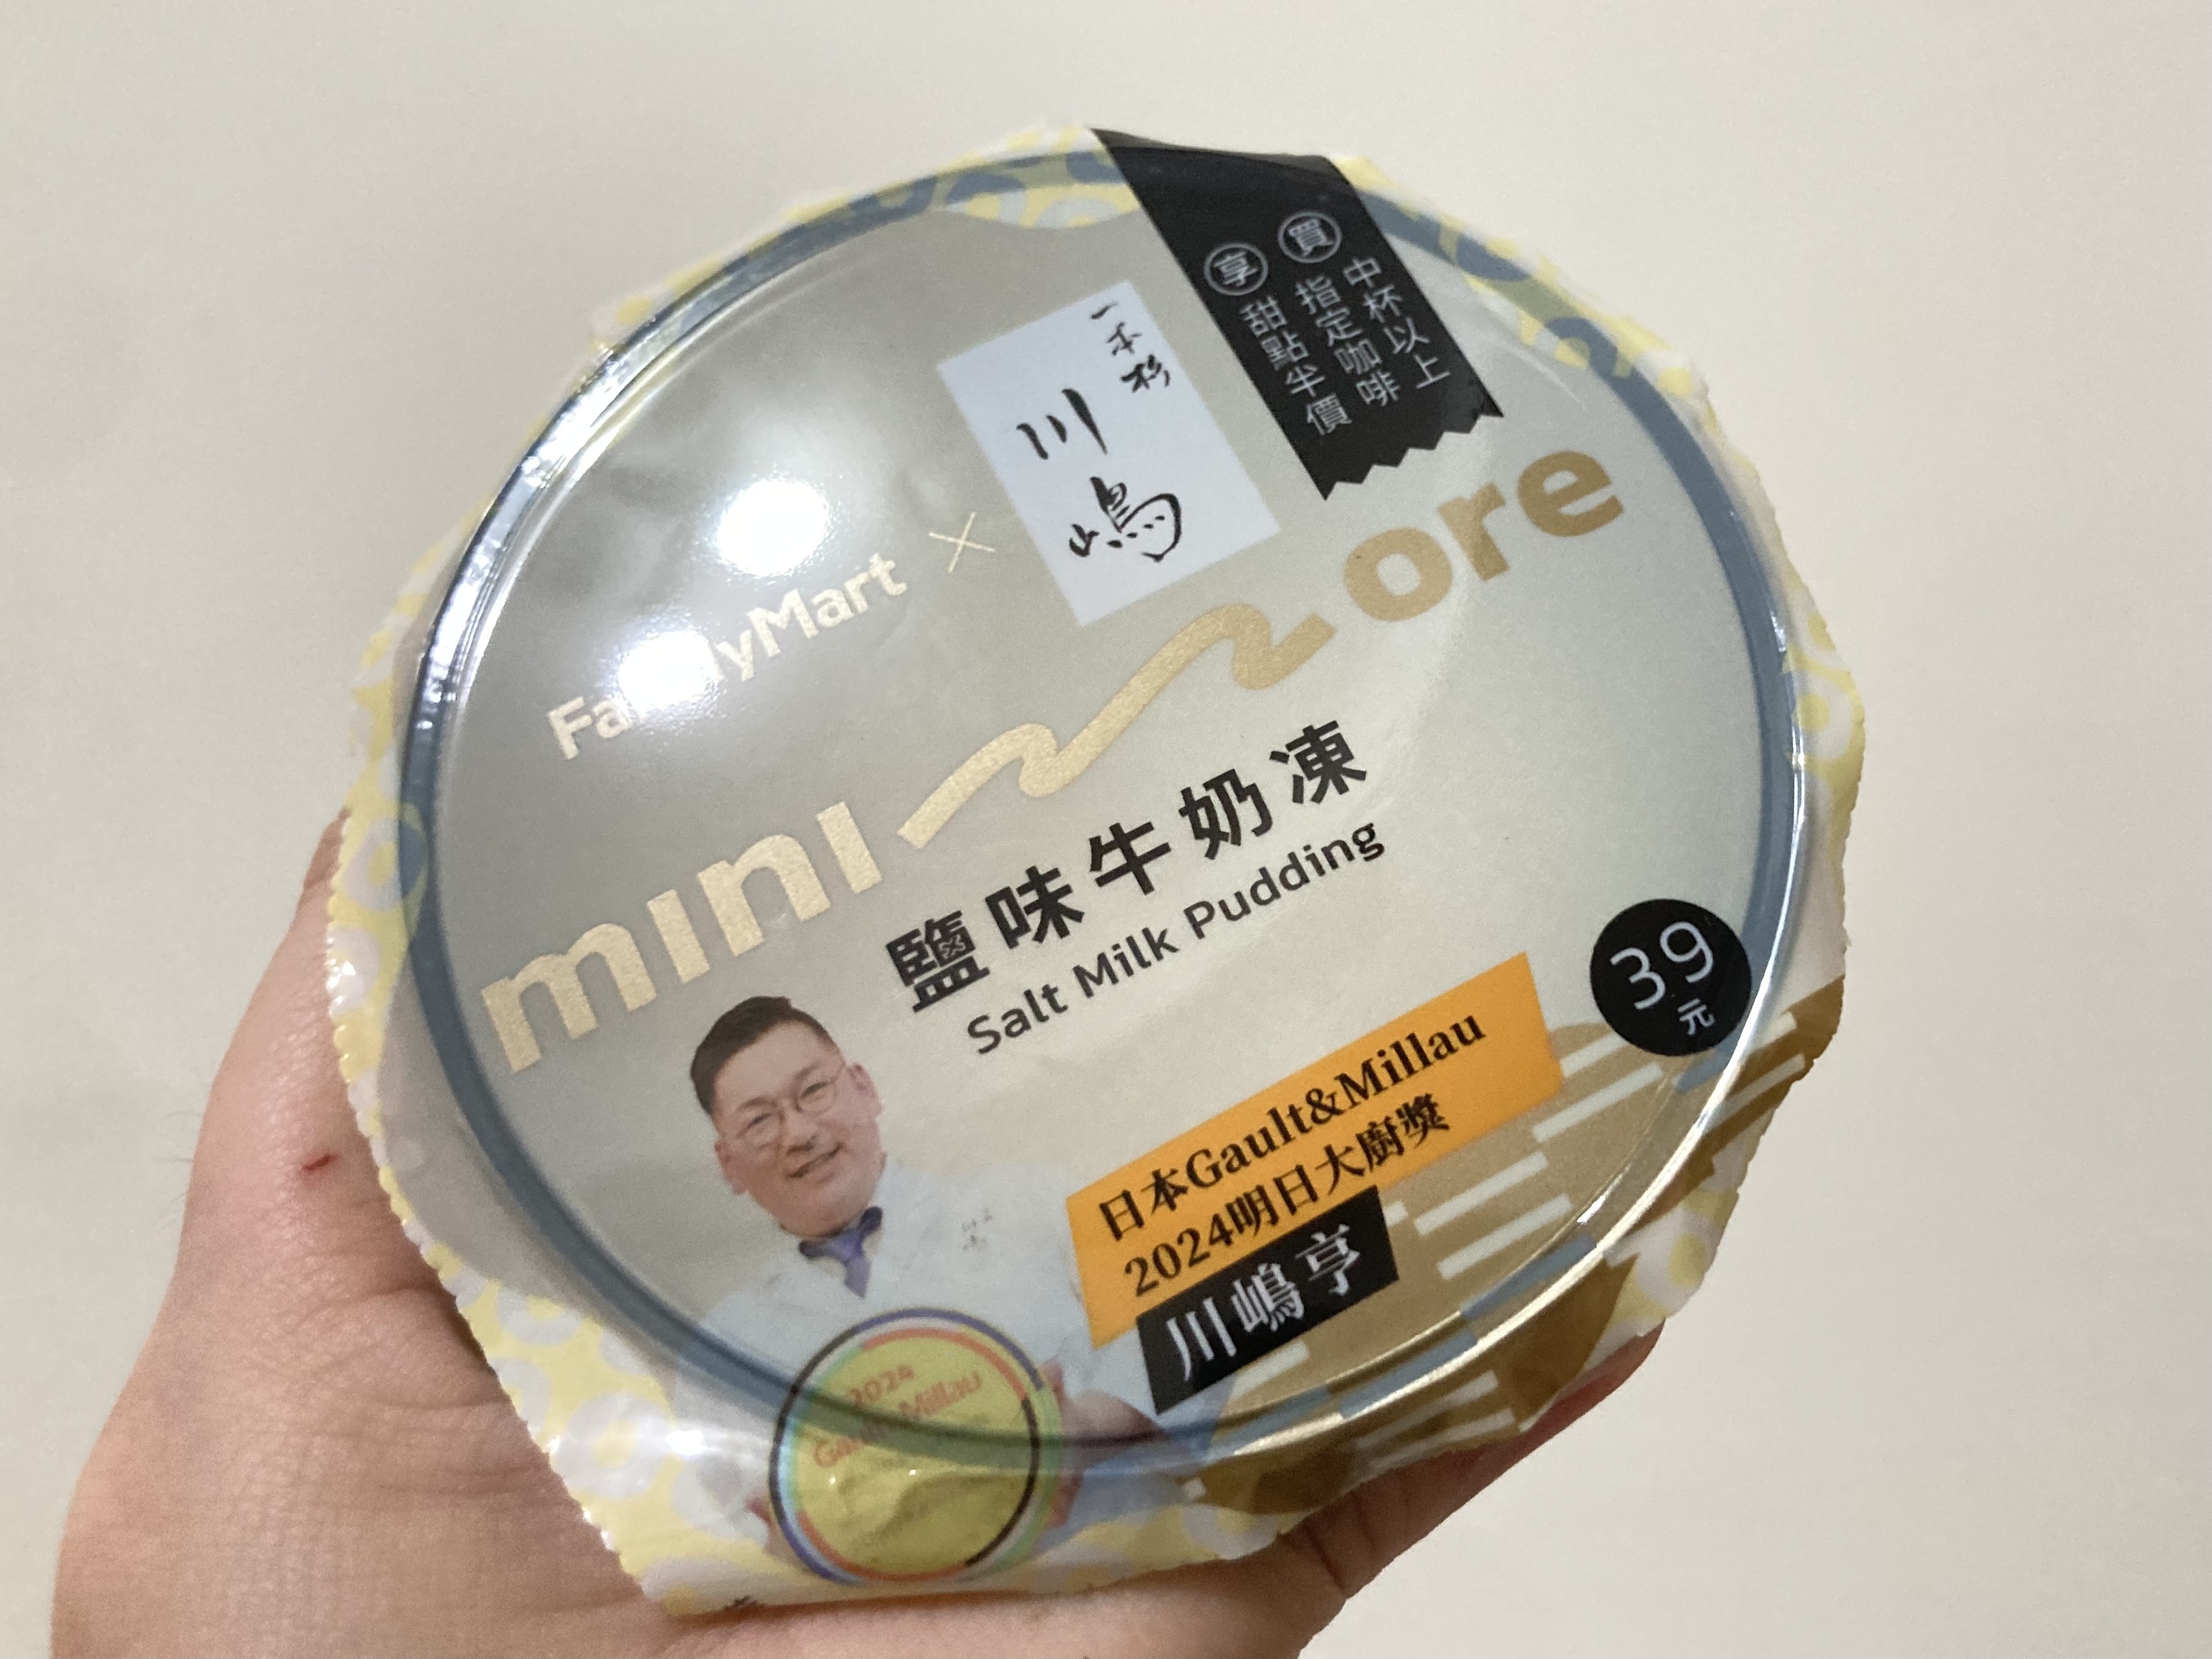 買 中杯以上
指定咖啡
享 甜點半價
一本杉
川嶋
FamilyMart ×
mini more
鹽味牛奶凍
Salt Milk Pudding
39
元
日本Gault&Millau
2024明日大廚獎
川嶋亨
2024
Gault&Millau